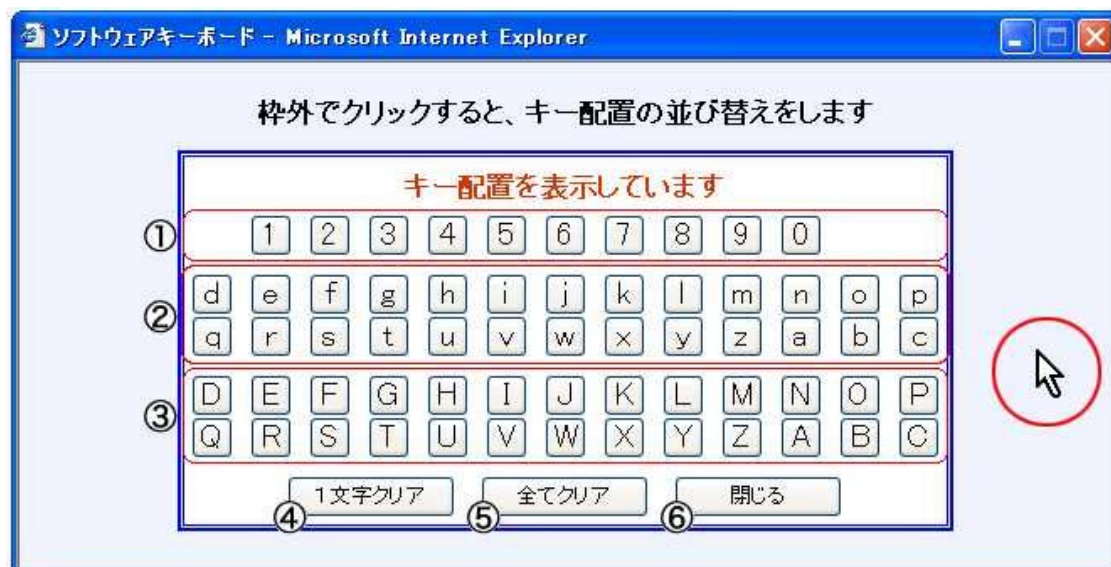 ソフトウェアキーボード - Microsoft Internet Explorer
枠外でクリックすると、キー配置の並び替えをします
キー配置を表示しています
① 1 2 3 4 5 6 7 8 9 0
② d e f g h i j k l m n o p
q r s t u v w x y z a b c
③ D E F G H I J K L M N O P
Q R S T U V W X Y Z A B C
④ 1文字クリア ⑤ 全てクリア ⑥ 閉じる